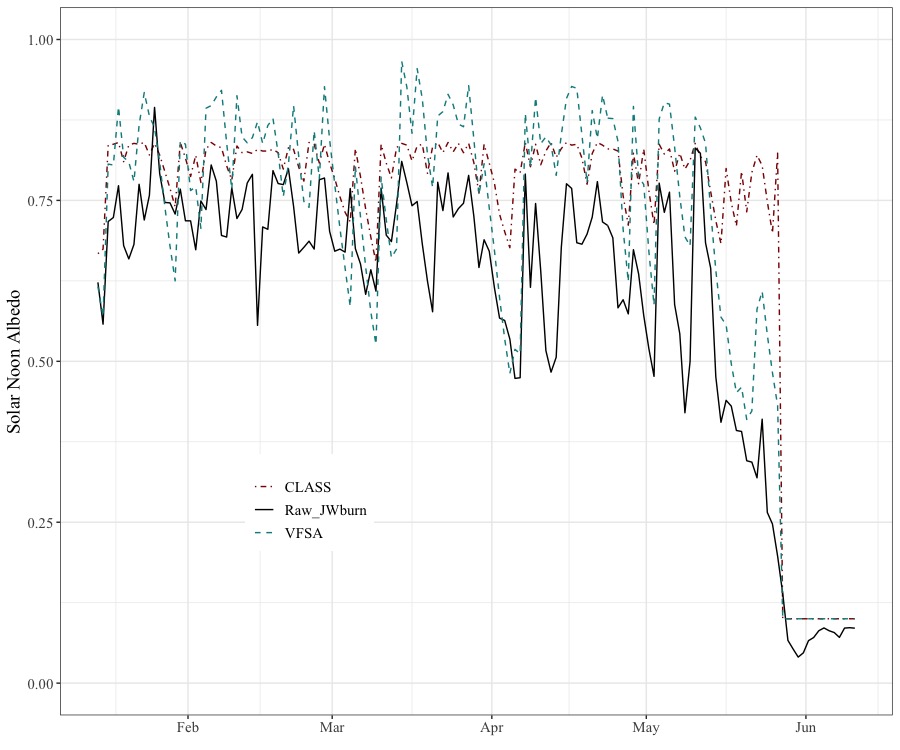 Solar Noon Albedo
1.00
0.75
0.50
0.25
0.00
CLASS
Raw_JWburn
VFSA
Feb Mar Apr May Jun